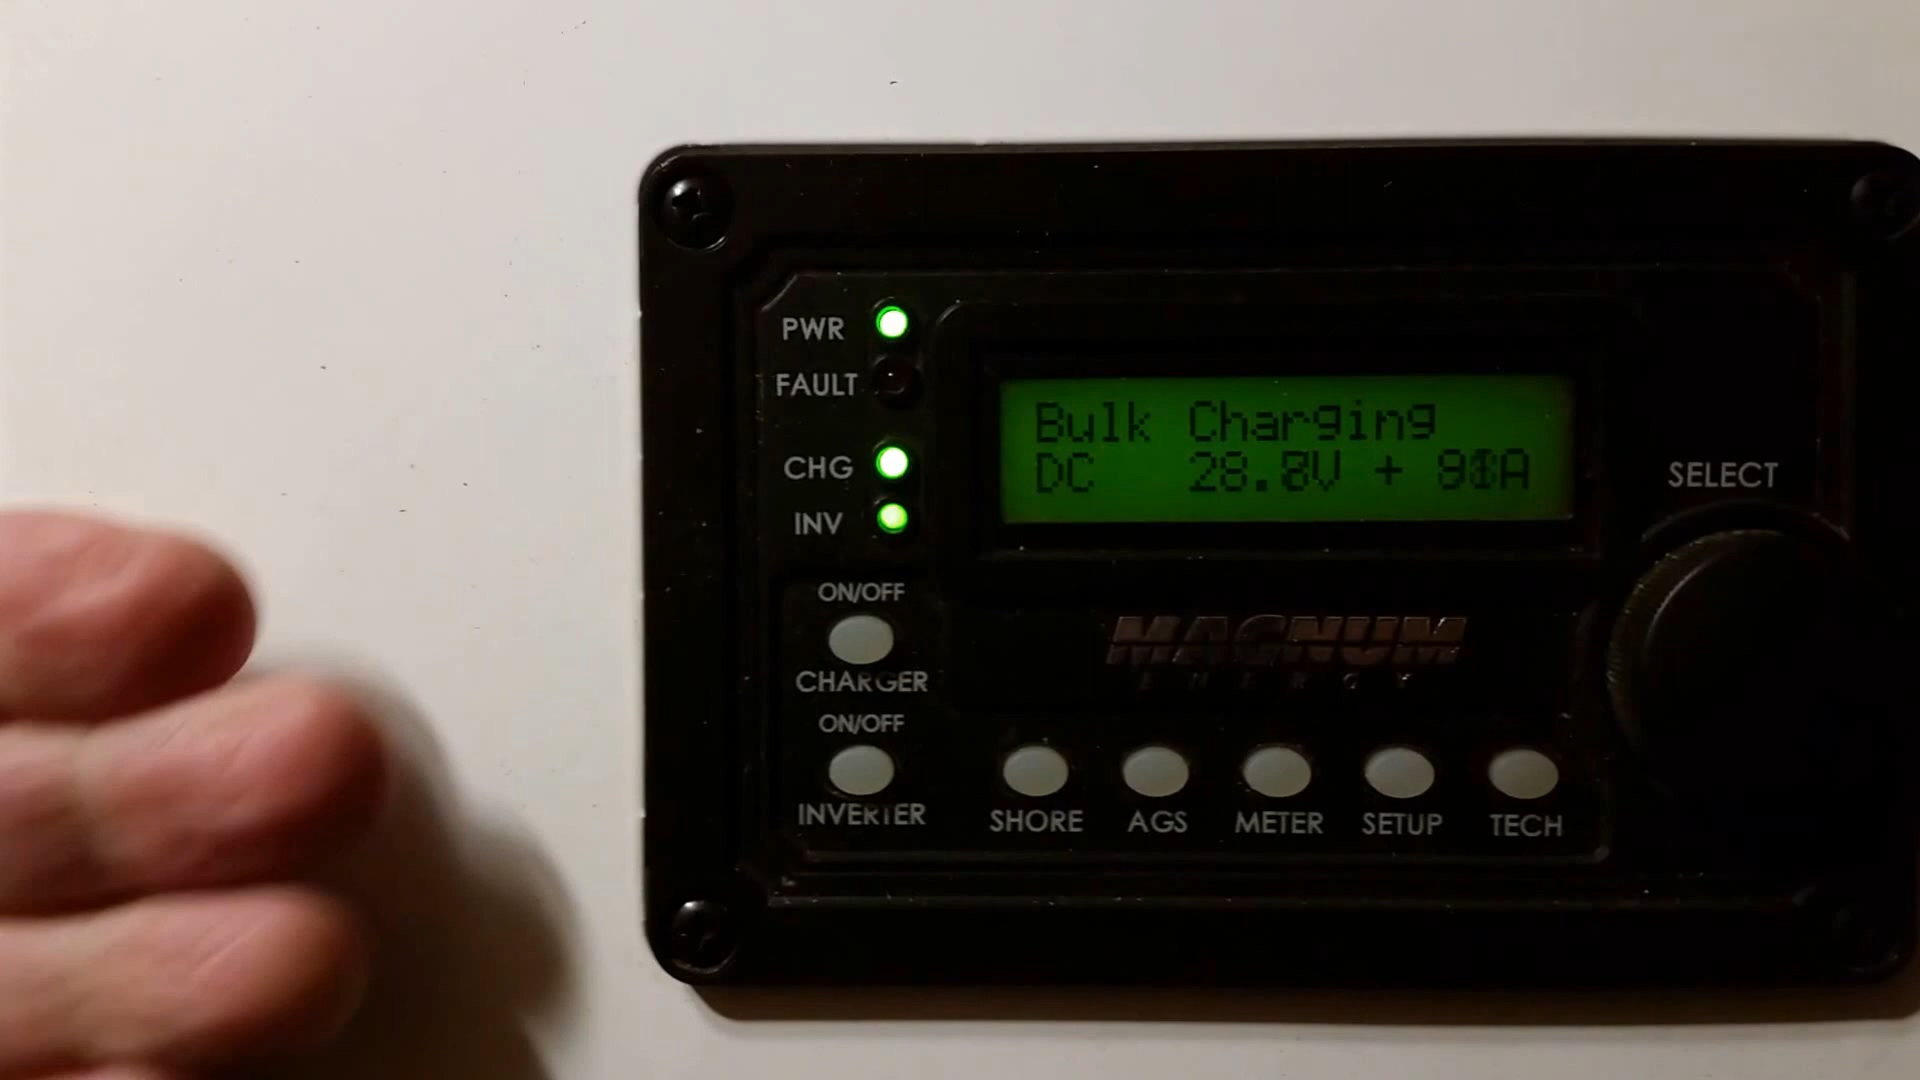 PWR
FAULT
CHG
INV
Bulk Charging
DC 28.8V +
SELECT
ON/OFF
CHARGER
ON/OFF
INVERTER
MAGNUM
ENERGY
SHORE
AGS
METER
SETUP
TECH